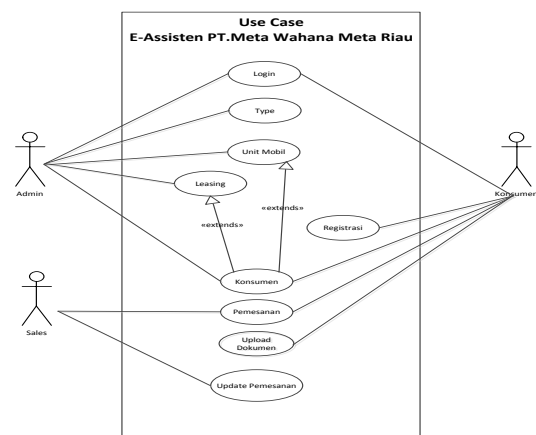 Use Case
E-Assisten PT.Meta Wahana Meta Riau
Login
Type
Unit Mobil
Leasing
Admin
Konsumen
«extends»
«extends»
Registrasi
Konsumen
Pemesanan
Sales
Upload
Dokumen
Update Pemesanan